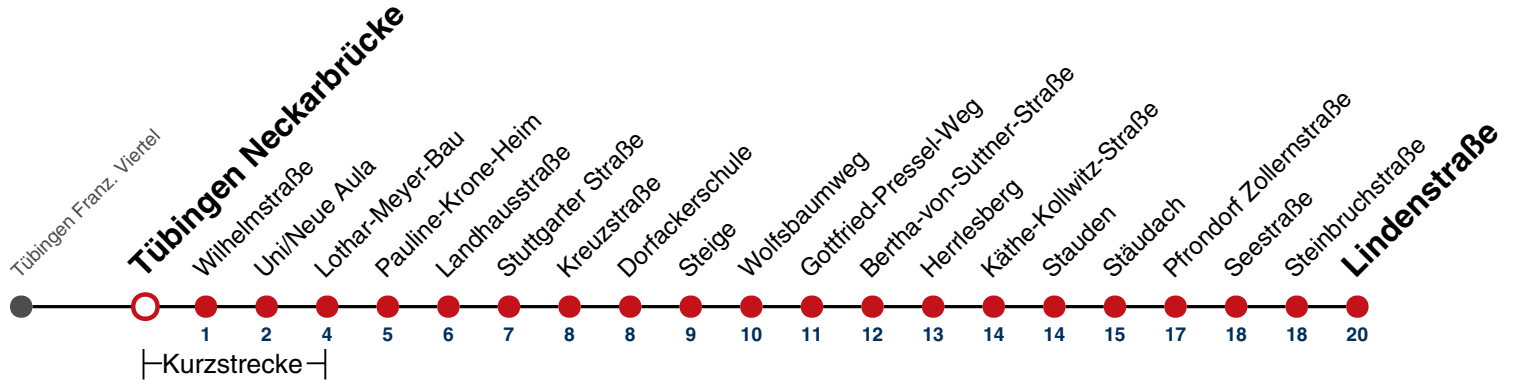 Tübingen Franz. Viertel
Tübingen Neckarbrücke
Wilhelmstraße
Uni/Neue Aula
Lothar-Meyer-Bau
Pauline-Krone-Heim
Landhausstraße
Stuttgarter Straße
Kreuzstraße
Dorfackerschule
Steige
Wolfsbaumweg
Gottfried-Pressel-Weg
Bertha-von-Suttner-Straße
Herrlesberg
Käthe-Kollwitz-Straße
Stauden
Stäudach
Pfrondorf Zollernstraße
Seestraße
Steinbruchstraße
Lindenstraße
1 2 4 5 6 7 8 8 9 10 11 12 13 14 14 15 17 18 18 20
Kurzstrecke